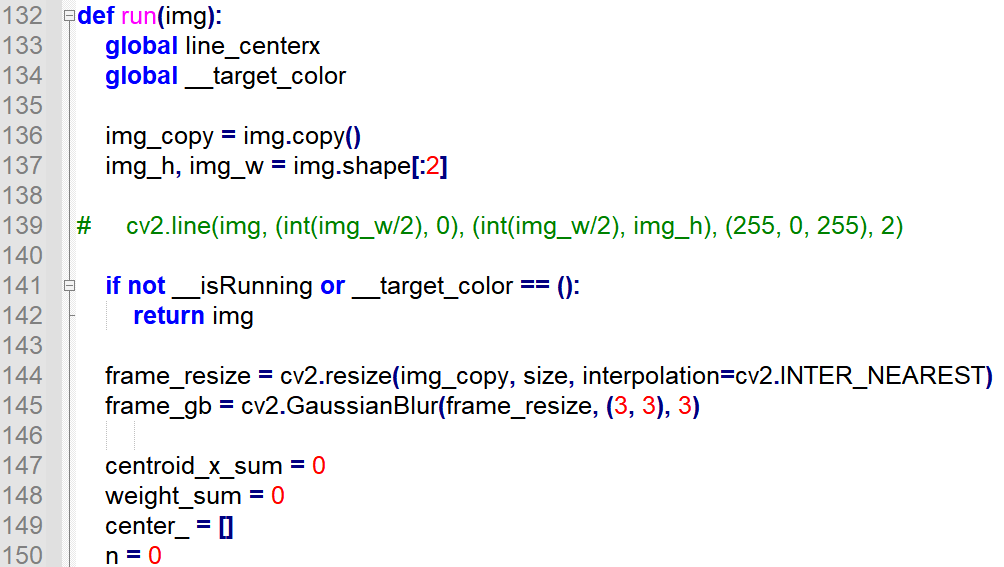 132 def run(img):
133     global line_centerx
134     global __target_color
135
136     img_copy = img.copy()
137     img_h, img_w = img.shape[:2]
138
139 #     cv2.line(img, (int(img_w/2), 0), (int(img_w/2), img_h), (255, 0, 255), 2)
140
141     if not __isRunning or __target_color == ():
142         return img
143
144     frame_resize = cv2.resize(img_copy, size, interpolation=cv2.INTER_NEAREST)
145     frame_gb = cv2.GaussianBlur(frame_resize, (3, 3), 3)
146
147     centroid_x_sum = 0
148     weight_sum = 0
149     center_ = []
150     n = 0